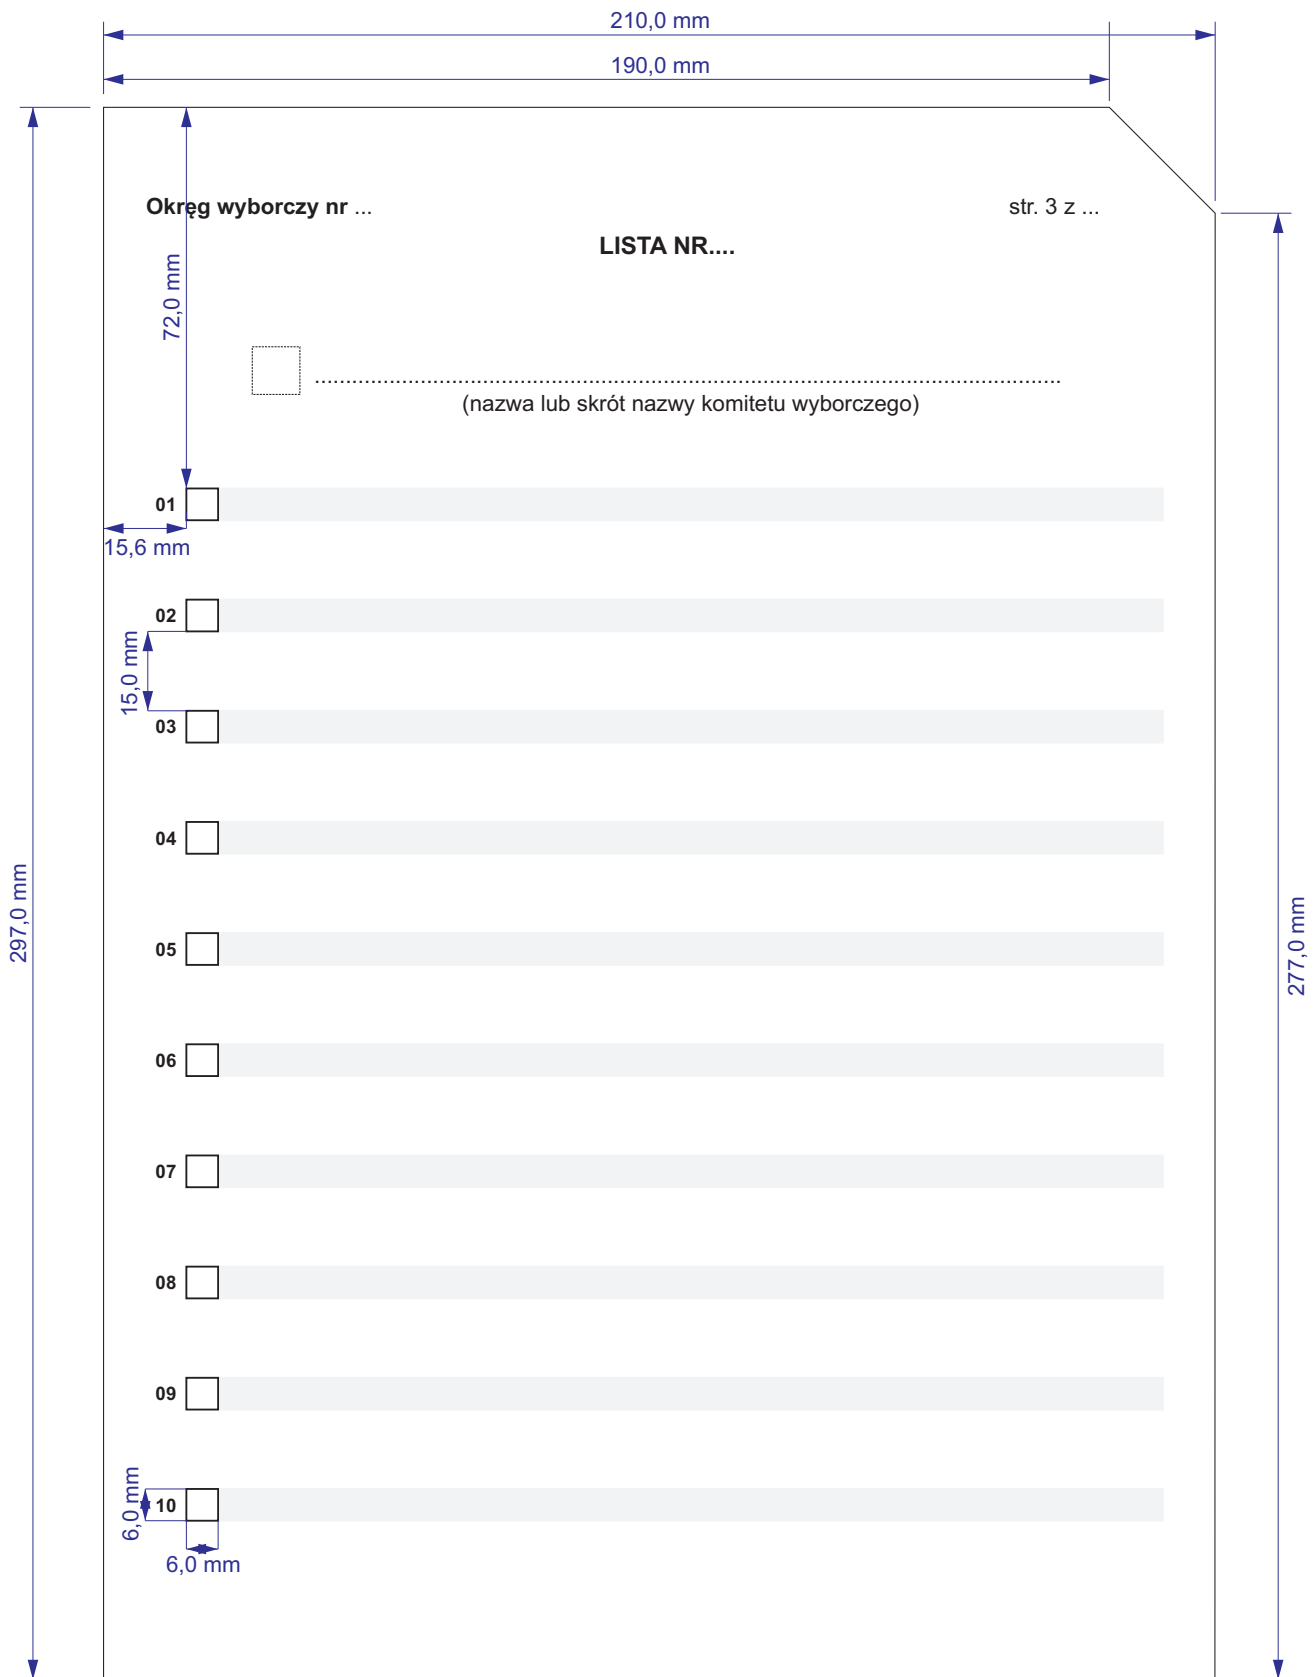 210,0 mm
190,0 mm
Okręg wyborczy nr ... str. 3 z ...
LISTA NR....
72,0 mm
................................................................................................................
(nazwa lub skrót nazwy komitetu wyborczego)
01
15,6 mm
02
15,0 mm
03
04
297,0 mm
277,0 mm
05
06
07
08
09
10
6,0 mm
6,0 mm